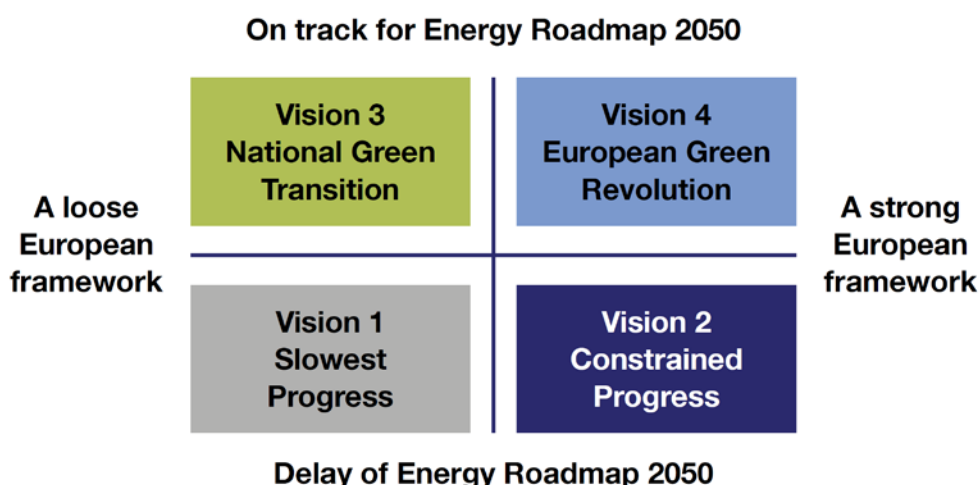 On track for Energy Roadmap 2050
Vision 3
National Green
Transition
Vision 4
European Green
Revolution
A loose
European
framework
A strong
European
framework
Vision 1
Slowest
Progress
Vision 2
Constrained
Progress
Delay of Energy Roadmap 2050